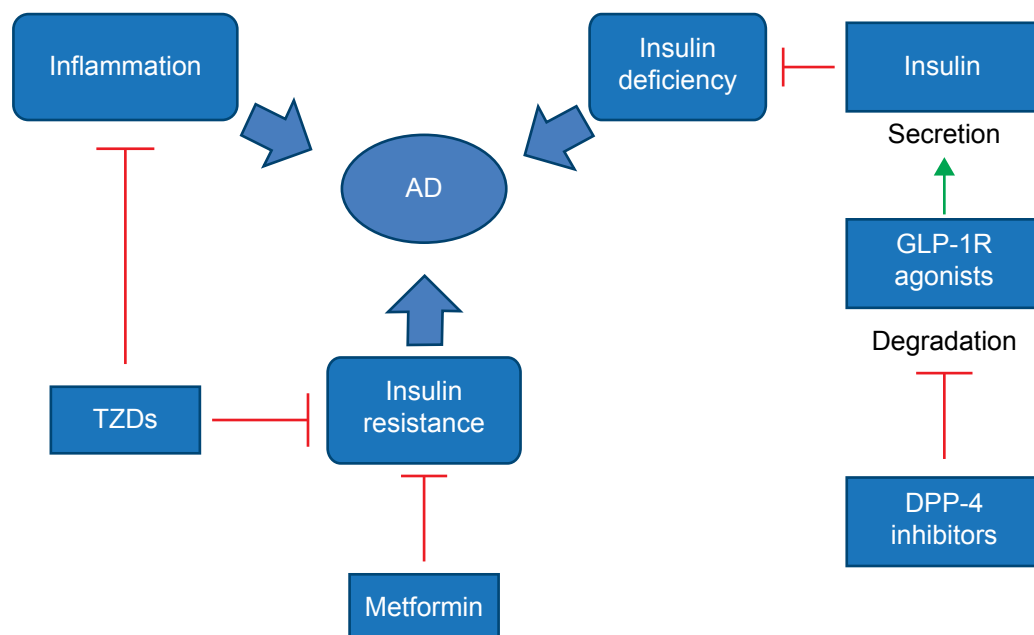 Inflammation
Insulin
deficiency
Insulin
Secretion
AD
GLP-1R
agonists
Degradation
TZDs
Insulin
resistance
DPP-4
inhibitors
Metformin